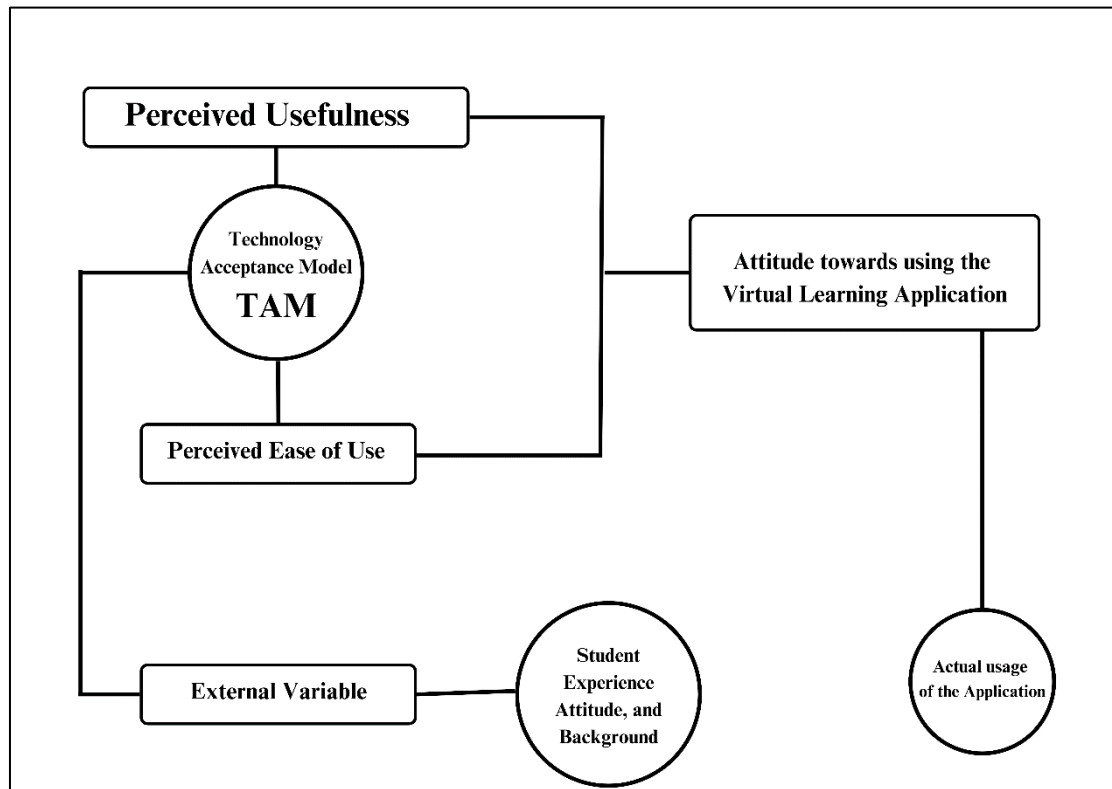 Perceived Usefulness
Technology
Acceptance Model
TAM
Attitude towards using the
Virtual Learning Application
Perceived Ease of Use
External Variable
Student
Experience
Attitude, and
Background
Actual usage
of the Application